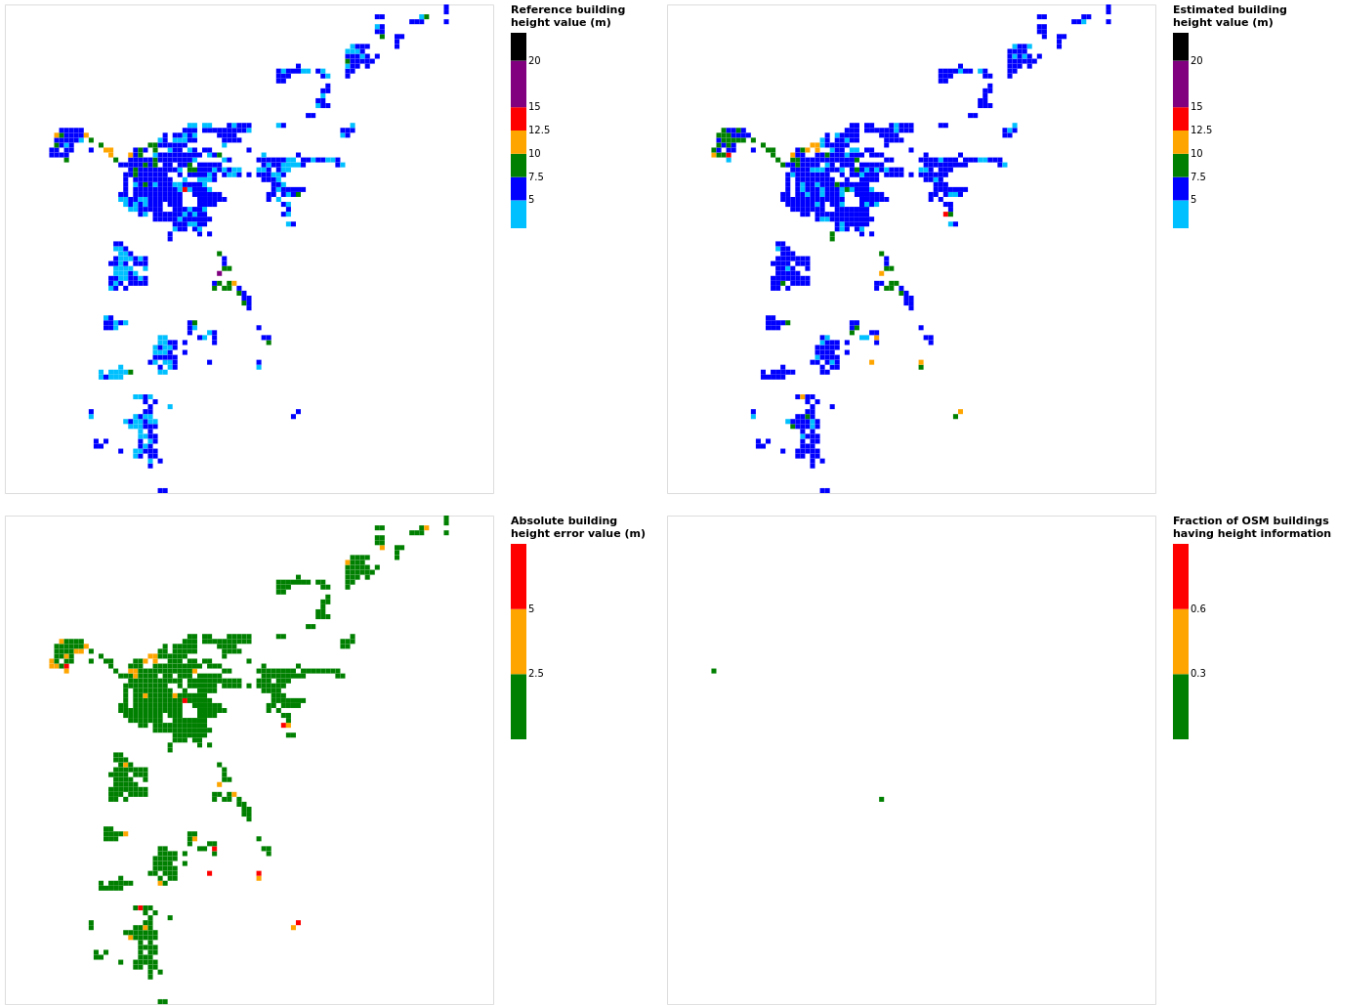 Reference building
height value (m)
20
15
12.5
10
7.5
5
Estimated building
height value (m)
20
15
12.5
10
7.5
5
Absolute building
height error value (m)
5
2.5
Fraction of OSM buildings
having height information
0.6
0.3